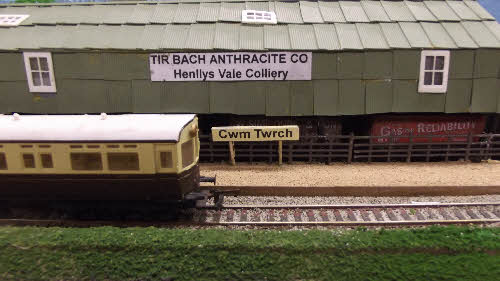 TIR BACH ANTHRACITE CO
Henllys Vale Colliery
Cwm Twrch
GAS RELIABILITY